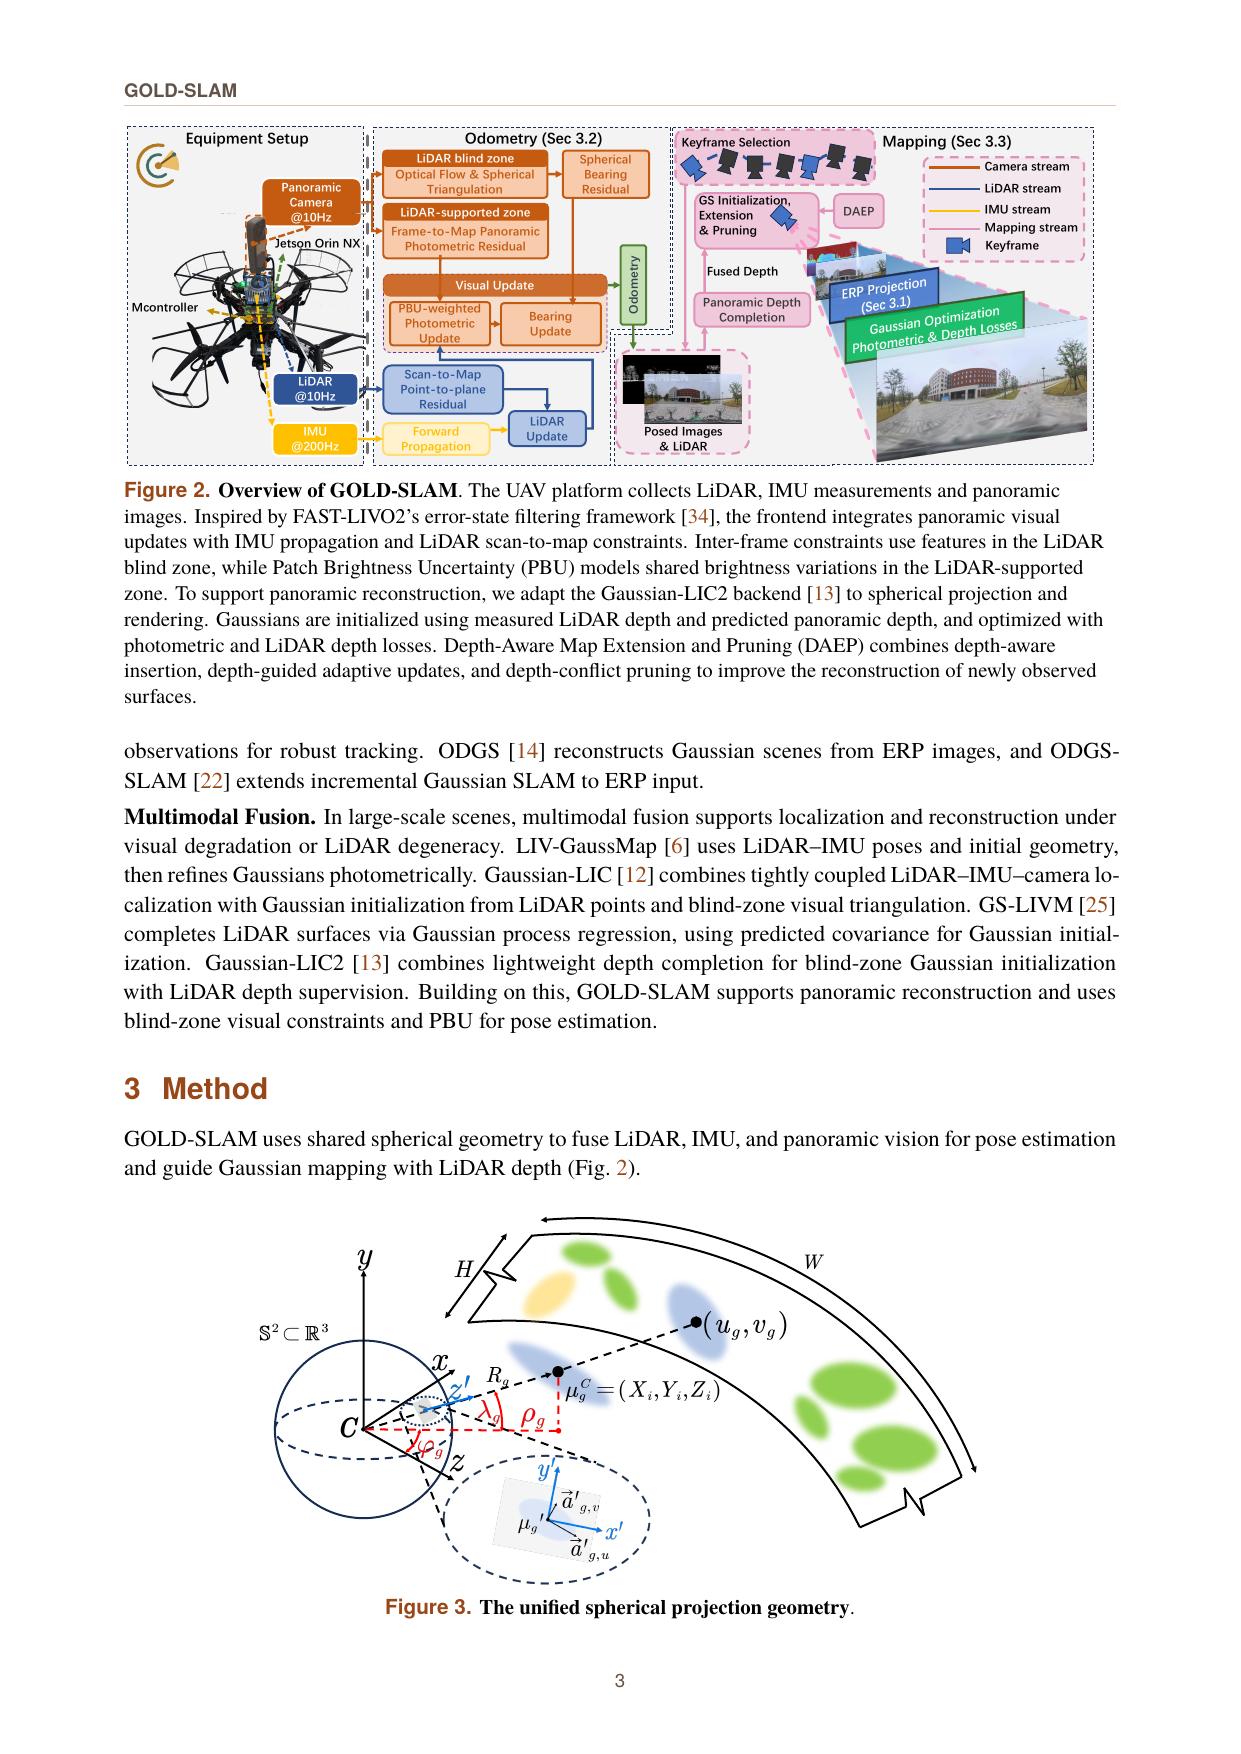 GOLD-SLAM
Equipment Setup
Panoramic
Camera
@10Hz
Jetson Orin NX
Mcontroller
LiDAR
@10Hz
IMU
@200Hz
Odometry (Sec 3.2)
LiDAR blind zone
Optical Flow & Spherical
Triangulation
Spherical
Bearing
Residual
LiDAR-supported zone
Frame-to-Map Panoramic
Photometric Residual
Visual Update
PBU-weighted
Photometric
Update
Bearing
Update
Scan-to-Map
Point-to-plane
Residual
LiDAR
Update
Forward
Propagation
Odometry
Mapping (Sec 3.3)
Keyframe Selection
GS Initialization,
Extension
& Pruning
DAEP
Fused Depth
Panoramic Depth
Completion
Posed Images
& LiDAR
Camera stream
LiDAR stream
IMU stream
Mapping stream
Keyframe
ERP Projection
(Sec 3.1)
Gaussian Optimization
Photometric & Depth Losses
Figure 2. Overview of GOLD-SLAM. The UAV platform collects LiDAR, IMU measurements and panoramic
images. Inspired by FAST-LIVO2's error-state filtering framework [34], the frontend integrates panoramic visual
updates with IMU propagation and LiDAR scan-to-map constraints. Inter-frame constraints use features in the LiDAR
blind zone, while Patch Brightness Uncertainty (PBU) models shared brightness variations in the LiDAR-supported
zone. To support panoramic reconstruction, we adapt the Gaussian-LIC2 backend [13] to spherical projection and
rendering. Gaussians are initialized using measured LiDAR depth and predicted panoramic depth, and optimized with
photometric and LiDAR depth losses. Depth-Aware Map Extension and Pruning (DAEP) combines depth-aware
insertion, depth-guided adaptive updates, and depth-conflict pruning to improve the reconstruction of newly observed
surfaces.
observations for robust tracking. ODGS [14] reconstructs Gaussian scenes from ERP images, and ODGS-
SLAM [22] extends incremental Gaussian SLAM to ERP input.
Multimodal Fusion. In large-scale scenes, multimodal fusion supports localization and reconstruction under
visual degradation or LiDAR degeneracy. LIV-GaussMap [6] uses LiDAR–IMU poses and initial geometry,
then refines Gaussians photometrically. Gaussian-LIC [12] combines tightly coupled LiDAR–IMU–camera lo-
calization with Gaussian initialization from LiDAR points and blind-zone visual triangulation. GS-LIVM [25]
completes LiDAR surfaces via Gaussian process regression, using predicted covariance for Gaussian initial-
ization. Gaussian-LIC2 [13] combines lightweight depth completion for blind-zone Gaussian initialization
with LiDAR depth supervision. Building on this, GOLD-SLAM supports panoramic reconstruction and uses
blind-zone visual constraints and PBU for pose estimation.
3 Method
GOLD-SLAM uses shared spherical geometry to fuse LiDAR, IMU, and panoramic vision for pose estimation
and guide Gaussian mapping with LiDAR depth (Fig. 2).
y
H
W
𝕊² ⊂ ℝ³
(u_g, v_g)
x
z′
R_g
μ_g^C = (X_i, Y_i, Z_i)
C
λ_g
ρ_g
φ_g
z
y′
a⃗′_{g,v}
μ_g′
x′
a⃗′_{g,u}
Figure 3. The unified spherical projection geometry.
3